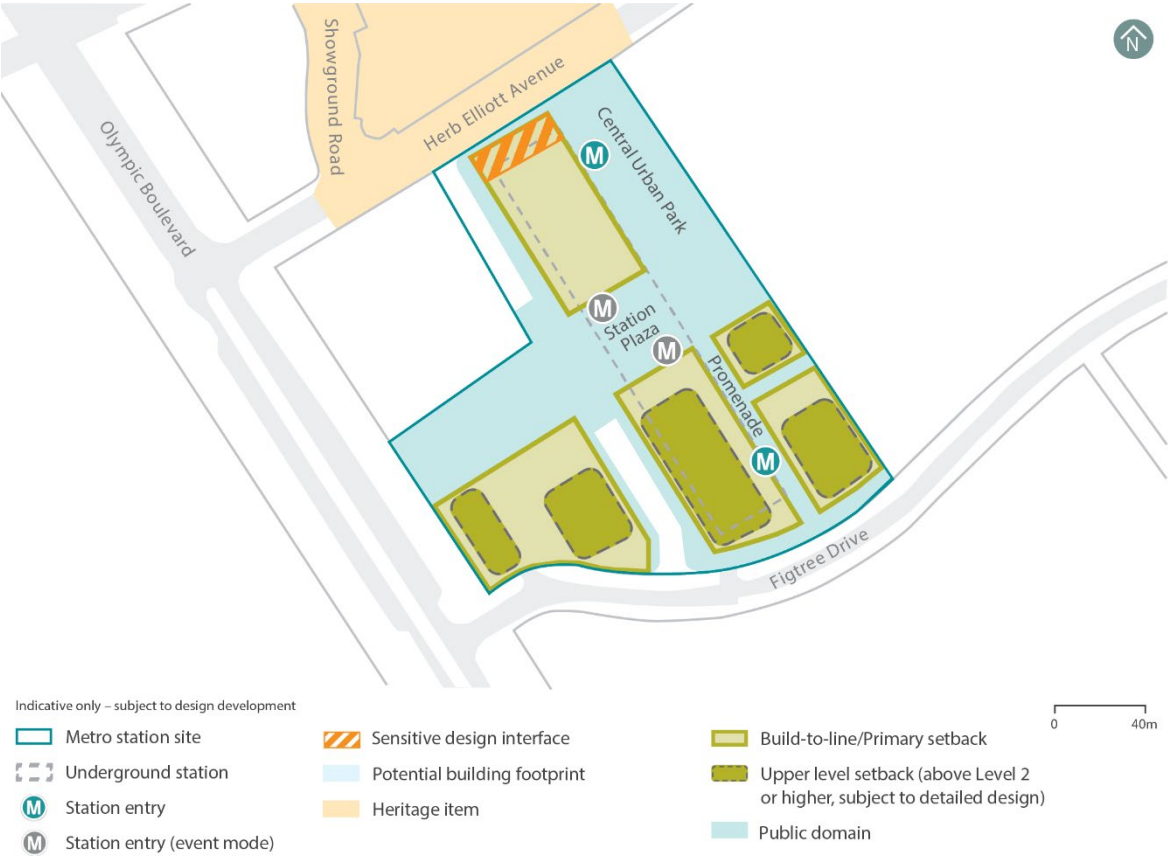 N
Showground Road
Herb Elliott Avenue
Olympic Boulevard
Central Urban Park
M
M
Station
Plaza
M
Promenade
M
Figtree Drive
Indicative only – subject to design development
Metro station site
Underground station
M Station entry
M Station entry (event mode)
Sensitive design interface
Potential building footprint
Heritage item
Build-to-line/Primary setback
Upper level setback (above Level 2
or higher, subject to detailed design)
Public domain
0 40m